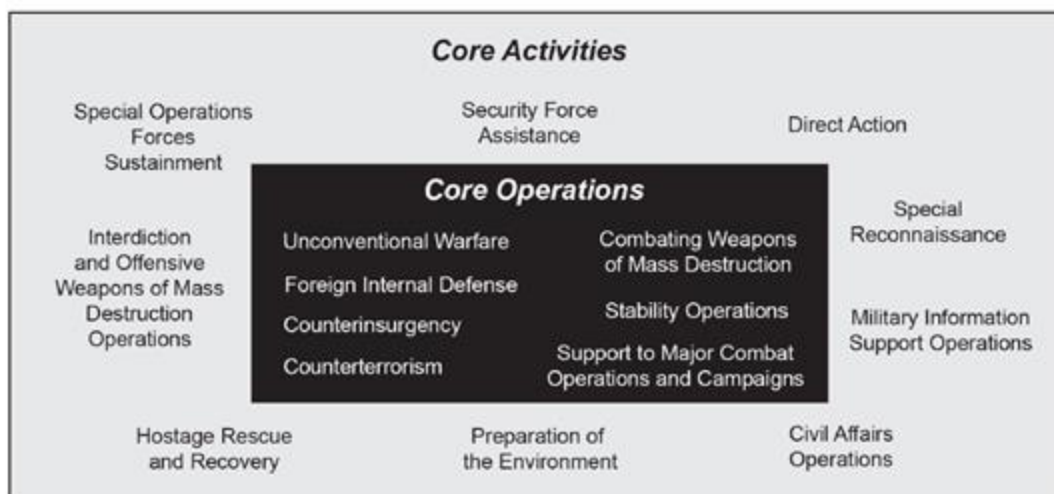 Core Activities
Special Operations
Forces
Sustainment
Security Force
Assistance
Direct Action
Core Operations
Unconventional Warfare
Foreign Internal Defense
Counterinsurgency
Counterterrorism
Combating Weapons
of Mass Destruction
Stability Operations
Support to Major Combat
Operations and Campaigns
Interdiction
and Offensive
Weapons of Mass
Destruction
Operations
Special
Reconnaissance
Military Information
Support Operations
Hostage Rescue
and Recovery
Preparation of
the Environment
Civil Affairs
Operations